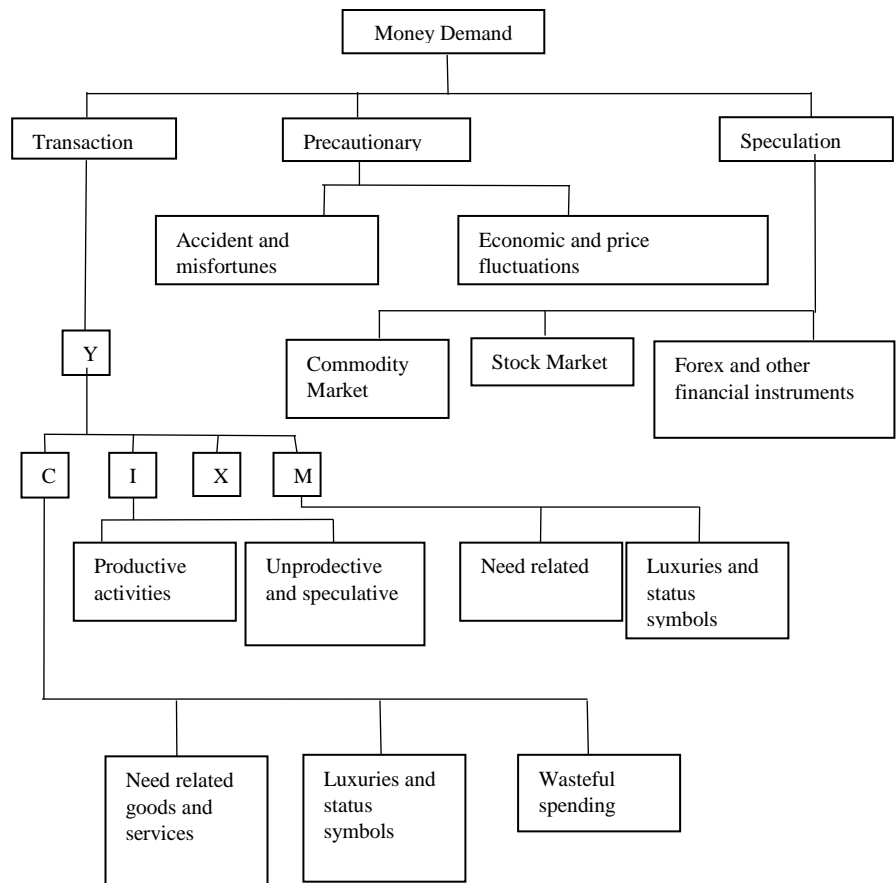 Money Demand
Transaction
Precautionary
Speculation
Accident and
misfortunes
Economic and price
fluctuations
Y
Commodity
Market
Stock Market
Forex and other
financial instruments
C
I
X
M
Productive
activities
Unprodective
and speculative
Need related
Luxuries and
status
symbols
Need related
goods and
services
Luxuries and
status
symbols
Wasteful
spending